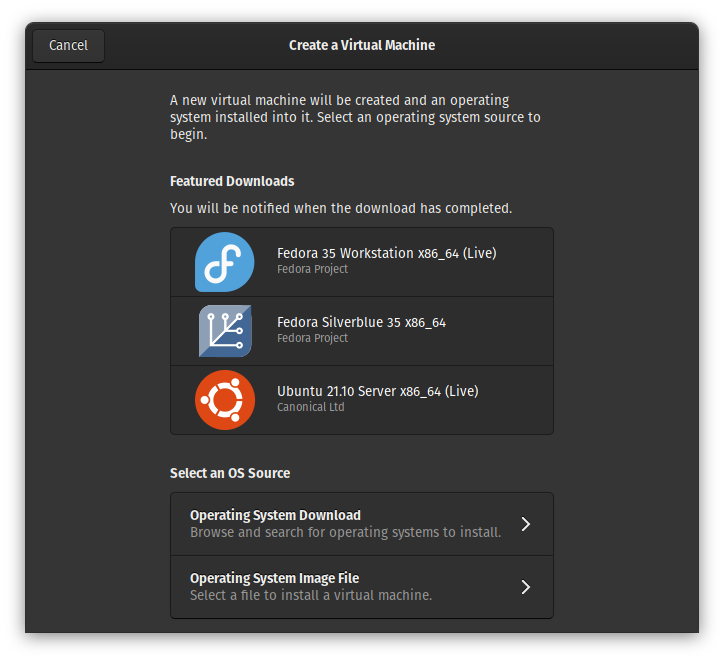 Cancel
Create a Virtual Machine
A new virtual machine will be created and an operating
system installed into it. Select an operating system source to
begin.
Featured Downloads
You will be notified when the download has completed.
Fedora 35 Workstation x86_64 (Live)
Fedora Project
Fedora Silverblue 35 x86_64
Fedora Project
Ubuntu 21.10 Server x86_64 (Live)
Canonical Ltd
Select an OS Source
Operating System Download
Browse and search for operating systems to install.
Operating System Image File
Select a file to install a virtual machine.